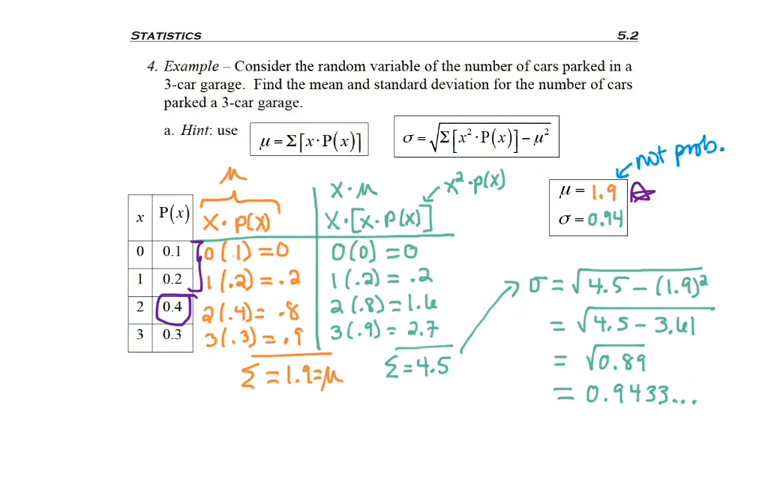 STATISTICS 5.2
4. Example – Consider the random variable of the number of cars parked in a
3-car garage. Find the mean and standard deviation for the number of cars
parked a 3-car garage.
a. Hint: use μ = Σ[x · P(x)] σ = √(Σ[x² · P(x)] − μ²)
not prob.
μ = 1.9
σ = 0.94
μ
x · μ
x² · p(x)
x P(x) x · p(x) x · [x · p(x)]
0 0.1 0(.1) = 0 0(0) = 0
1 0.2 1(.2) = .2 1(.2) = .2
2 0.4 2(.4) = .8 2(.8) = 1.6
3 0.3 3(.3) = .9 3(.9) = 2.7
Σ = 1.9 = μ Σ = 4.5
σ = √(4.5 − (1.9)²)
= √(4.5 − 3.61)
= √0.89
= 0.9433...